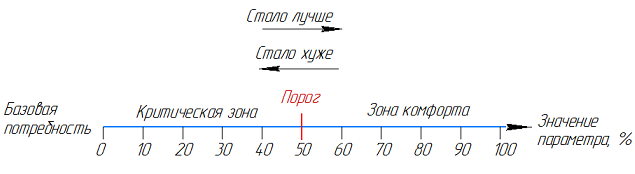 Стало лучше
Стало хуже
Порог
Базовая
потребность
Критическая зона
Зона комфорта
Значение
параметра, %
0 10 20 30 40 50 60 70 80 90 100